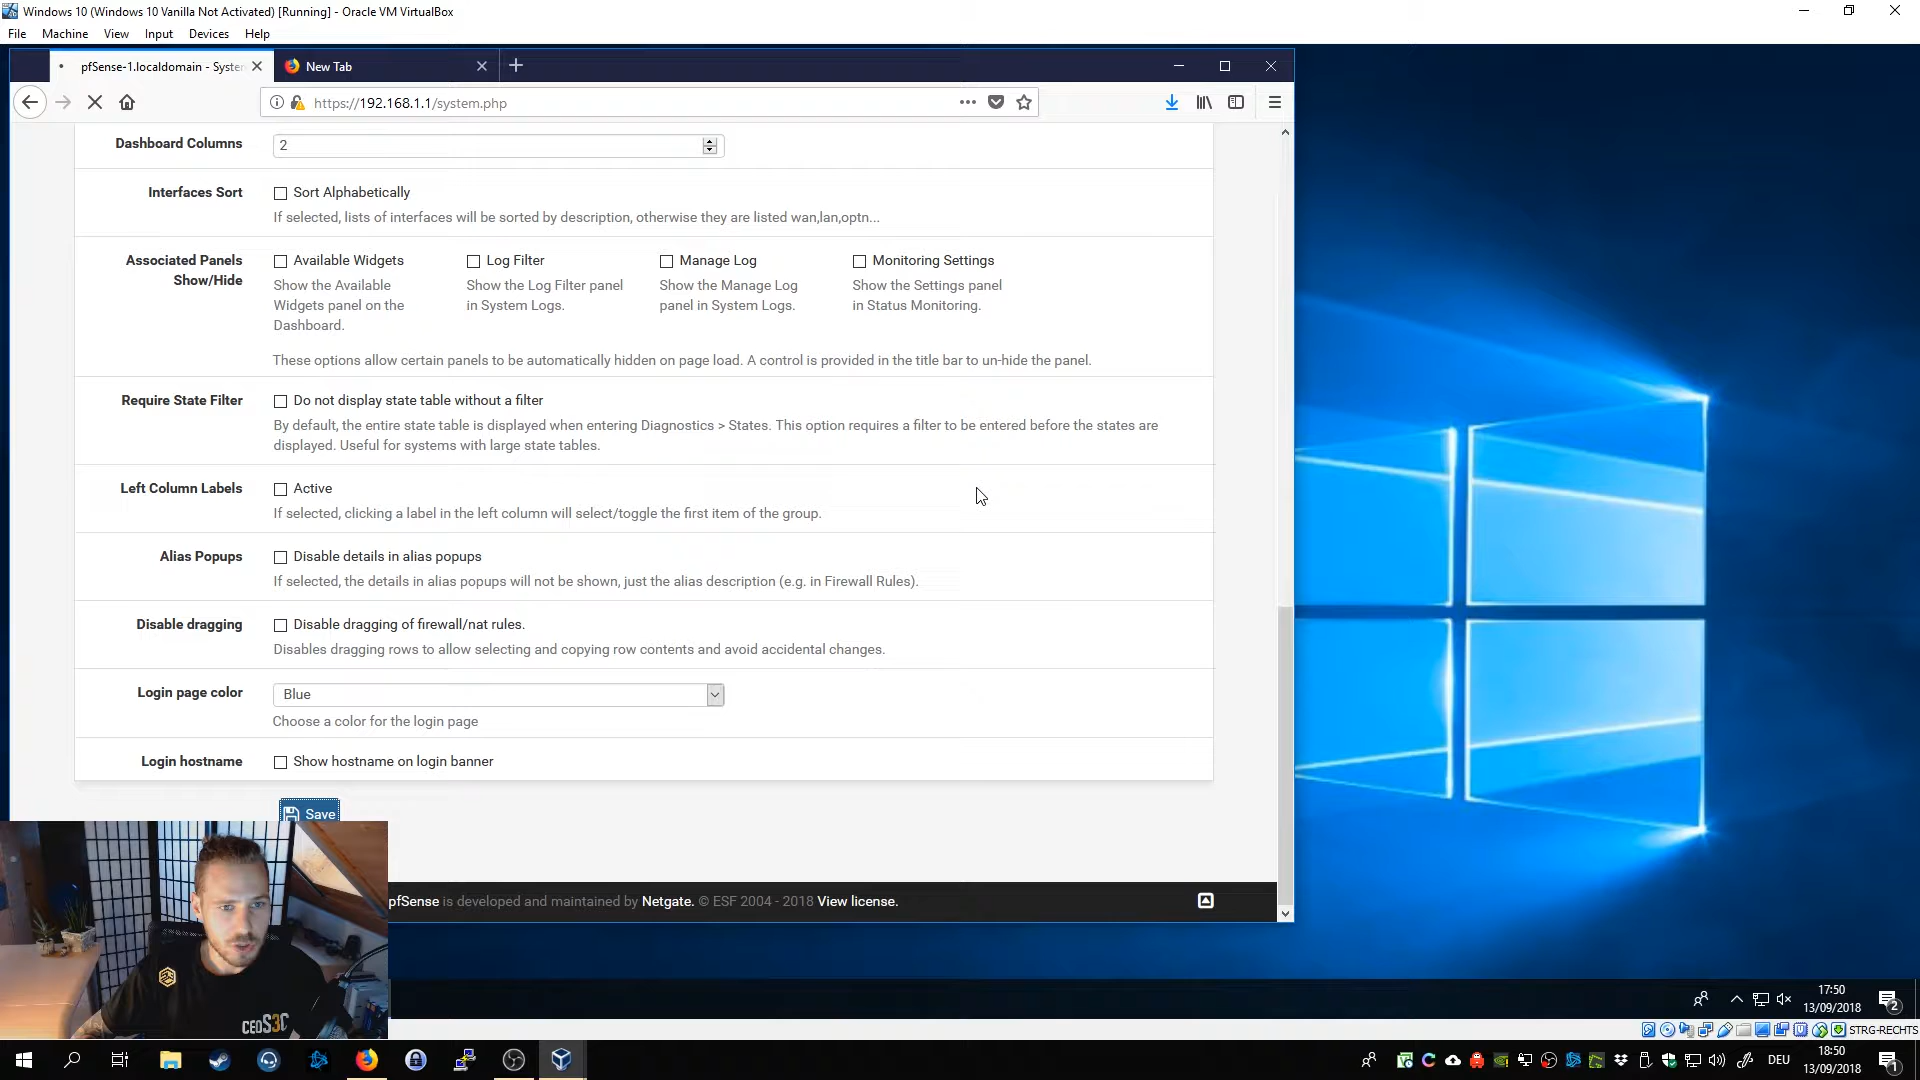 Windows 10 (Windows 10 Vanilla Not Activated) [Running] - Oracle VM VirtualBox
File Machine View Input Devices Help
pfSense-1.localdomain - System
New Tab
https://192.168.1.1/system.php
Dashboard Columns
2
Interfaces Sort
Sort Alphabetically
If selected, lists of interfaces will be sorted by description, otherwise they are listed wan,lan,optn...
Associated Panels
Show/Hide
Available Widgets
Show the Available
Widgets panel on the
Dashboard.
Log Filter
Show the Log Filter panel
in System Logs.
Manage Log
Show the Manage Log
panel in System Logs.
Monitoring Settings
Show the Settings panel
in Status Monitoring.
These options allow certain panels to be automatically hidden on page load. A control is provided in the title bar to un-hide the panel.
Require State Filter
Do not display state table without a filter
By default, the entire state table is displayed when entering Diagnostics > States. This option requires a filter to be entered before the states are
displayed. Useful for systems with large state tables.
Left Column Labels
Active
If selected, clicking a label in the left column will select/toggle the first item of the group.
Alias Popups
Disable details in alias popups
If selected, the details in alias popups will not be shown, just the alias description (e.g. in Firewall Rules).
Disable dragging
Disable dragging of firewall/nat rules.
Disables dragging rows to allow selecting and copying row contents and avoid accidental changes.
Login page color
Blue
Choose a color for the login page
Login hostname
Show hostname on login banner
Save
pfSense is developed and maintained by Netgate. © ESF 2004 - 2018 View license.
CEOS3C
17:50
13/09/2018
2
STRG-RECHTS
DEU
18:50
13/09/2018
1